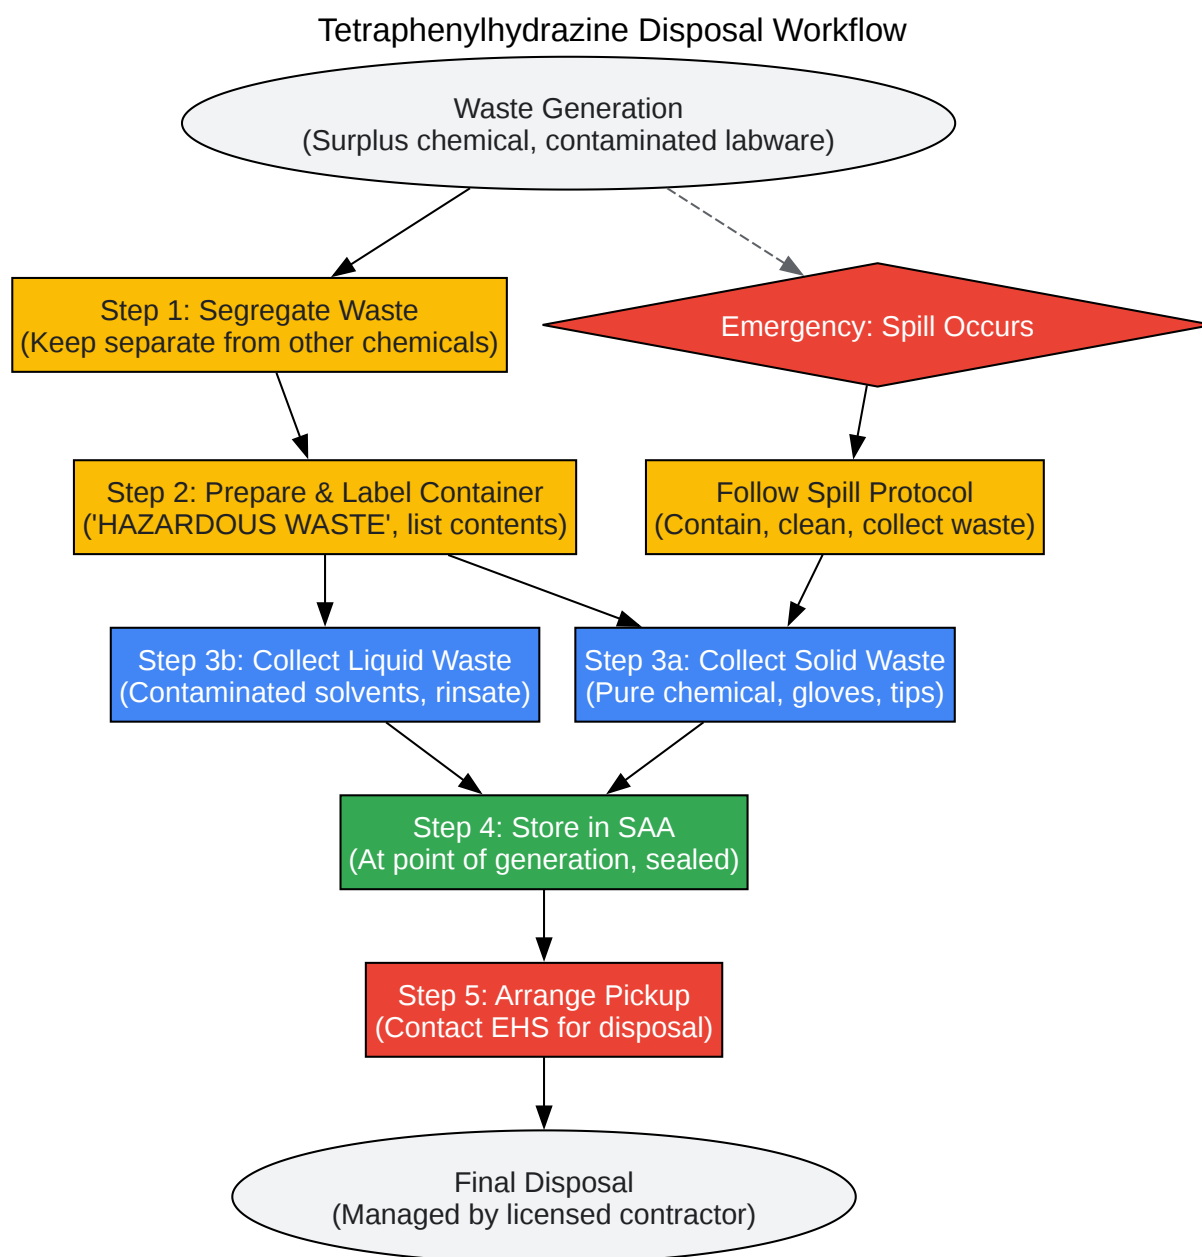 Tetraphenylhydrazine Disposal Workflow
Waste Generation
(Surplus chemical, contaminated labware)
Step 1: Segregate Waste
(Keep separate from other chemicals)
Emergency: Spill Occurs
Step 2: Prepare & Label Container
('HAZARDOUS WASTE', list contents)
Follow Spill Protocol
(Contain, clean, collect waste)
Step 3b: Collect Liquid Waste
(Contaminated solvents, rinsate)
Step 3a: Collect Solid Waste
(Pure chemical, gloves, tips)
Step 4: Store in SAA
(At point of generation, sealed)
Step 5: Arrange Pickup
(Contact EHS for disposal)
Final Disposal
(Managed by licensed contractor)